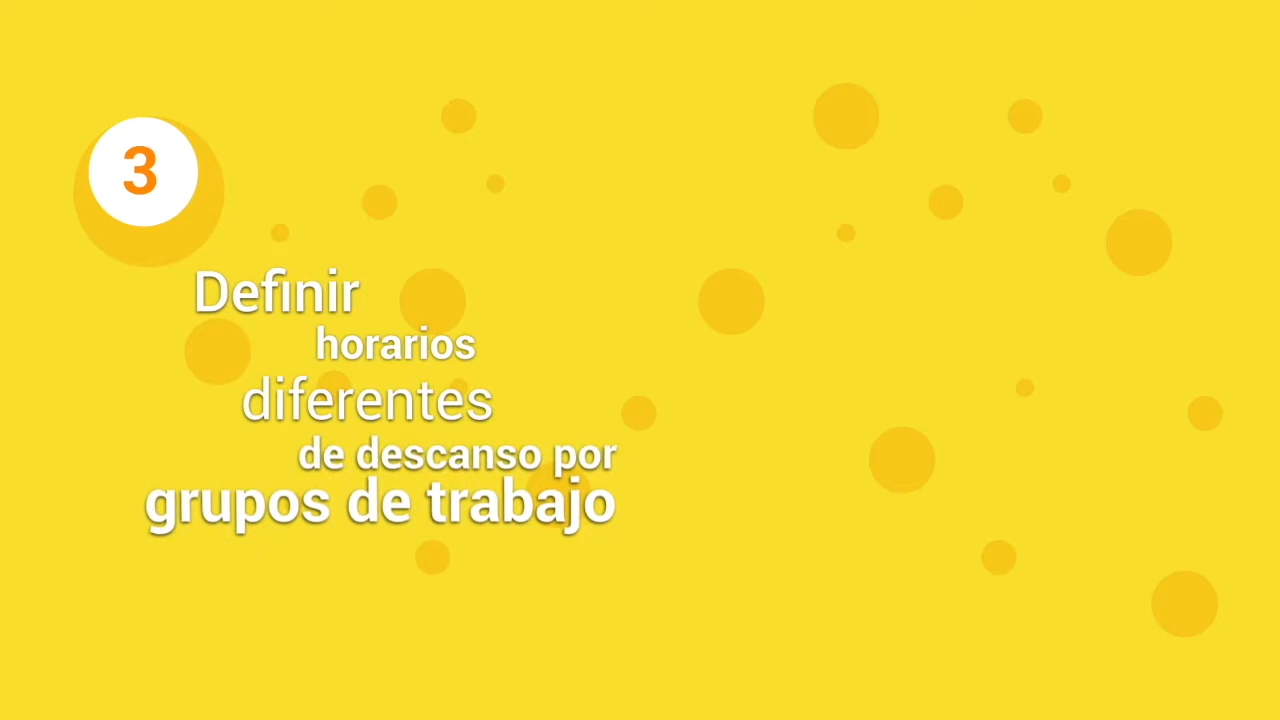 3
Definir
horarios
diferentes
de descanso por
grupos de trabajo